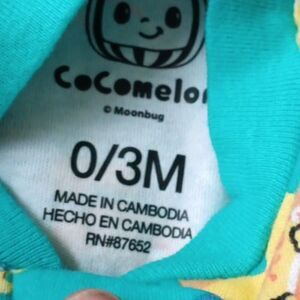 CoComelon
© Moonbug
0/3M
MADE IN CAMBODIA
HECHO EN CAMBODIA
RN#87652